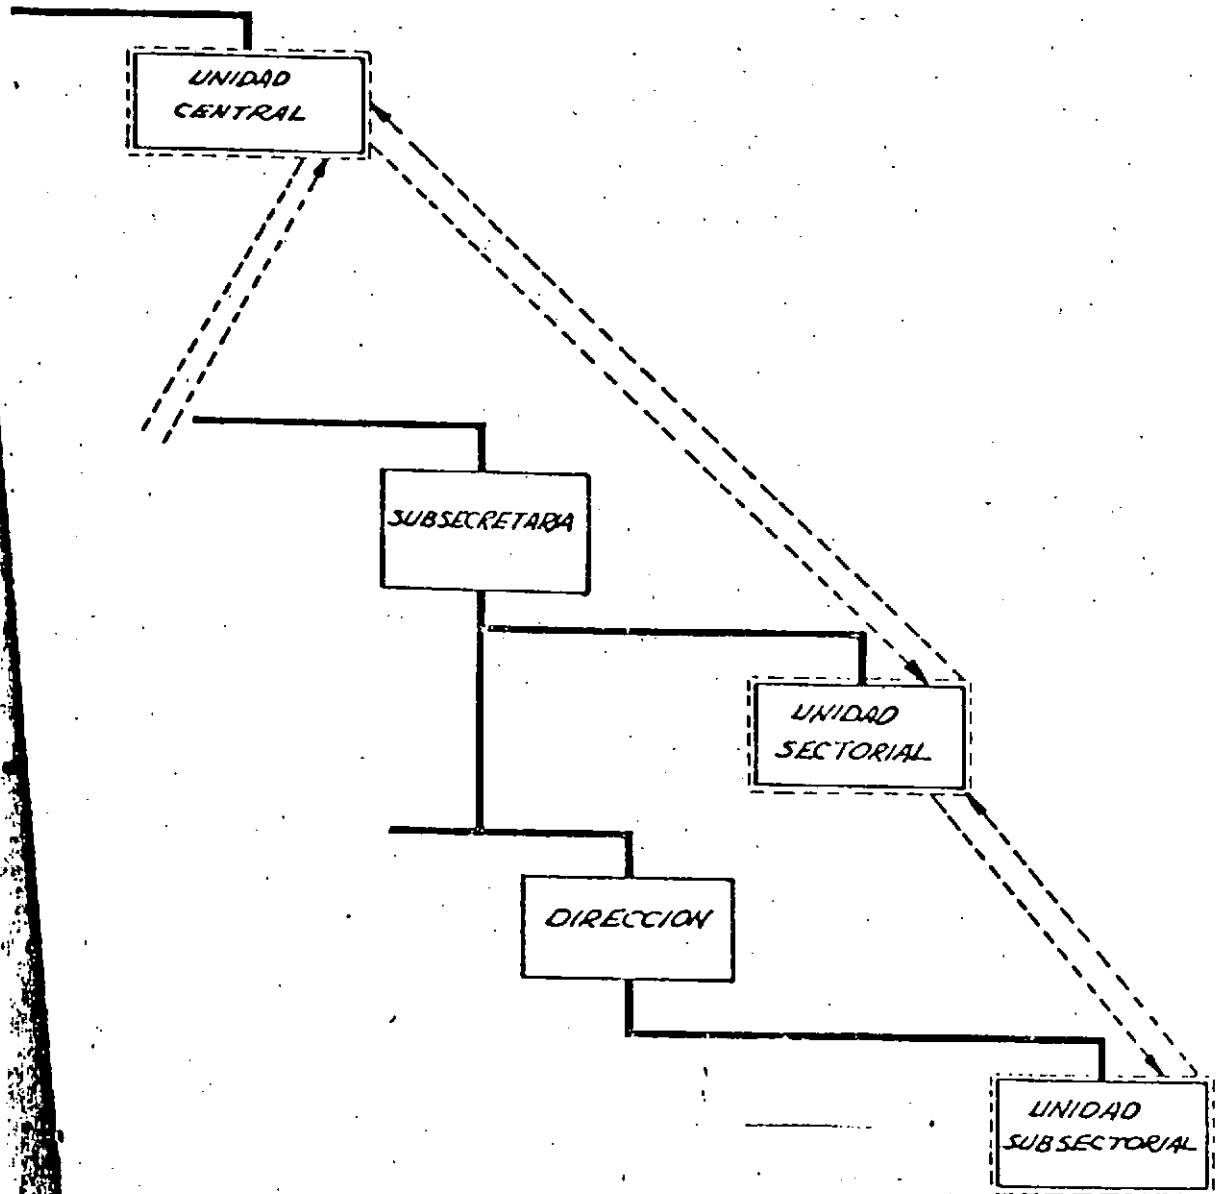 UNIDAD
CENTRAL
SUBSECRETARIA
UNIDAD
SECTORIAL
DIRECCION
UNIDAD
SUBSECTORIAL